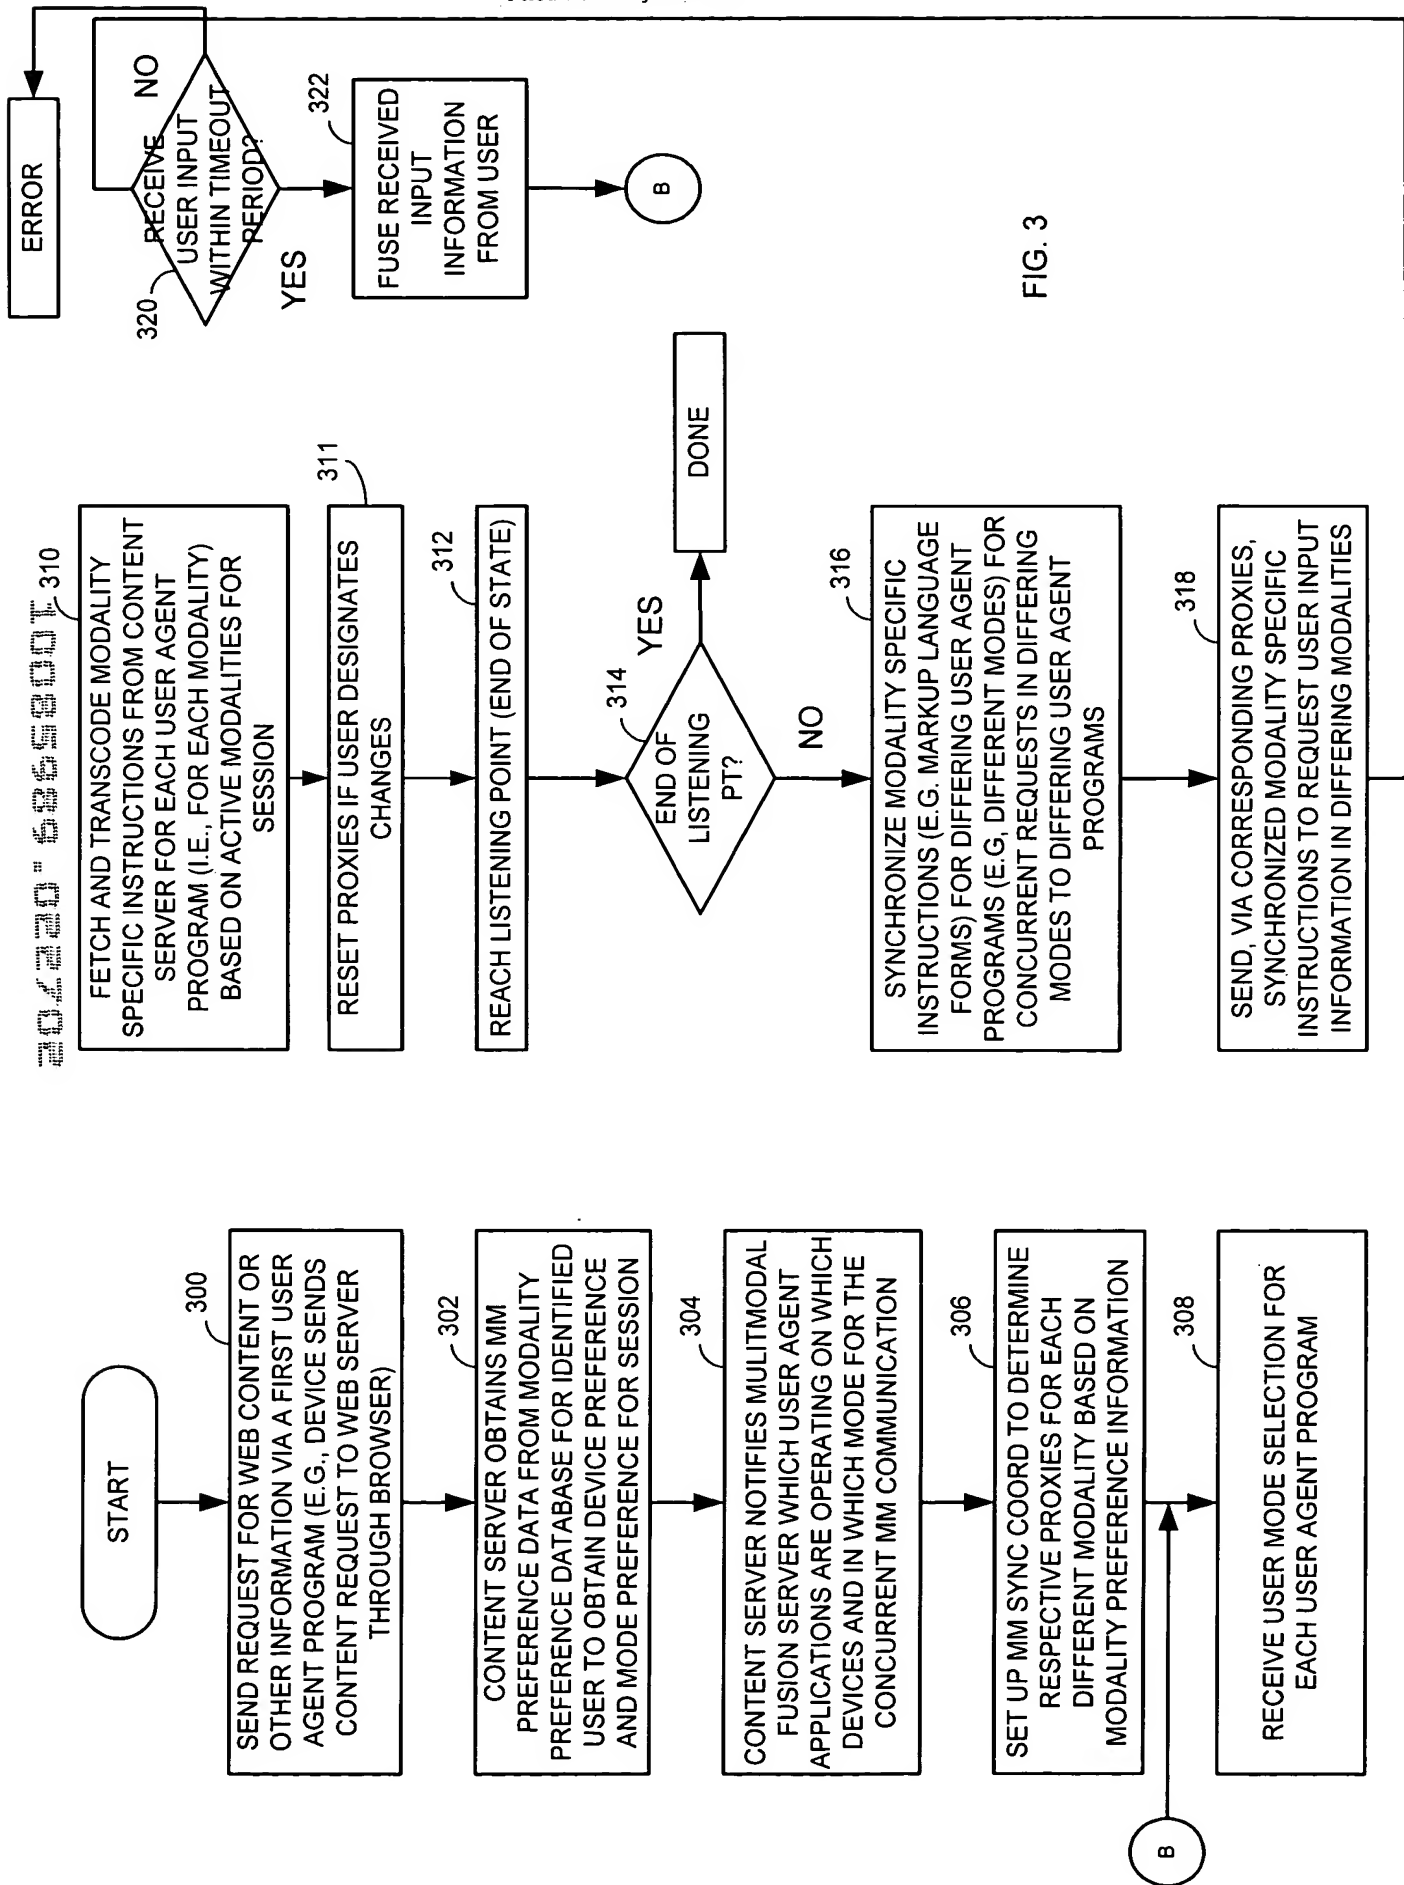 START
300
SEND REQUEST FOR WEB CONTENT OR
OTHER INFORMATION VIA A FIRST USER
AGENT PROGRAM (E.G., DEVICE SENDS
CONTENT REQUEST TO WEB SERVER
THROUGH BROWSER)
302
CONTENT SERVER OBTAINS MM
PREFERENCE DATA FROM MODALITY
PREFERENCE DATABASE FOR IDENTIFIED
USER TO OBTAIN DEVICE PREFERENCE
AND MODE PREFERENCE FOR SESSION
304
CONTENT SERVER NOTIFIES MULITMODAL
FUSION SERVER WHICH USER AGENT
APPLICATIONS ARE OPERATING ON WHICH
DEVICES AND IN WHICH MODE FOR THE
CONCURRENT MM COMMUNICATION
306
SET UP MM SYNC COORD TO DETERMINE
RESPECTIVE PROXIES FOR EACH
DIFFERENT MODALITY BASED ON
MODALITY PREFERENCE INFORMATION
B
308
RECEIVE USER MODE SELECTION FOR
EACH USER AGENT PROGRAM
10085989.022702
310
FETCH AND TRANSCODE MODALITY
SPECIFIC INSTRUCTIONS FROM CONTENT
SERVER FOR EACH USER AGENT
PROGRAM (I.E., FOR EACH MODALITY)
BASED ON ACTIVE MODALITIES FOR
SESSION
311
RESET PROXIES IF USER DESIGNATES
CHANGES
312
REACH LISTENING POINT (END OF STATE)
314
END OF
LISTENING
PT?
YES
DONE
NO
316
SYNCHRONIZE MODALITY SPECIFIC
INSTRUCTIONS (E.G. MARKUP LANGUAGE
FORMS) FOR DIFFERING USER AGENT
PROGRAMS (E.G, DIFFERENT MODES) FOR
CONCURRENT REQUESTS IN DIFFERING
MODES TO DIFFERING USER AGENT
PROGRAMS
318
SEND, VIA CORRESPONDING PROXIES,
SYNCHRONIZED MODALITY SPECIFIC
INSTRUCTIONS TO REQUEST USER INPUT
INFORMATION IN DIFFERING MODALITIES
ERROR
320
RECEIVE
USER INPUT
WITHIN TIMEOUT
PERIOD?
NO
YES
322
FUSE RECEIVED
INPUT
INFORMATION
FROM USER
B
FIG. 3